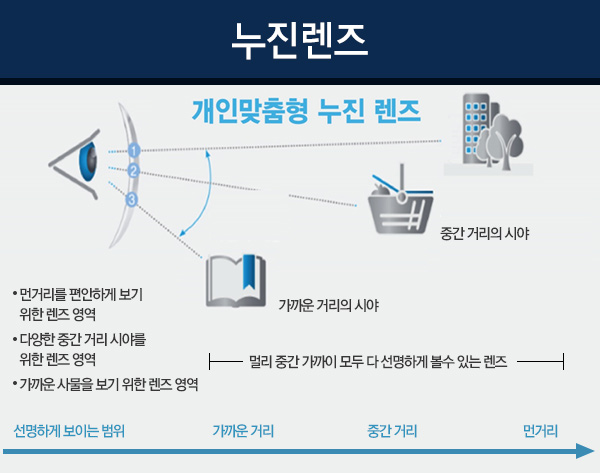 누진렌즈
개인맞춤형 누진 렌즈
1
2
3
중간 거리의 시야
가까운 거리의 시야
• 먼거리를 편안하게 보기
위한 렌즈 영역
• 다양한 중간 거리 시야를
위한 렌즈 영역
• 가까운 사물을 보기 위한 렌즈 영역
멀리 중간 가까이 모두 다 선명하게 볼수 있는 렌즈
선명하게 보이는 범위 가까운 거리 중간 거리 먼거리